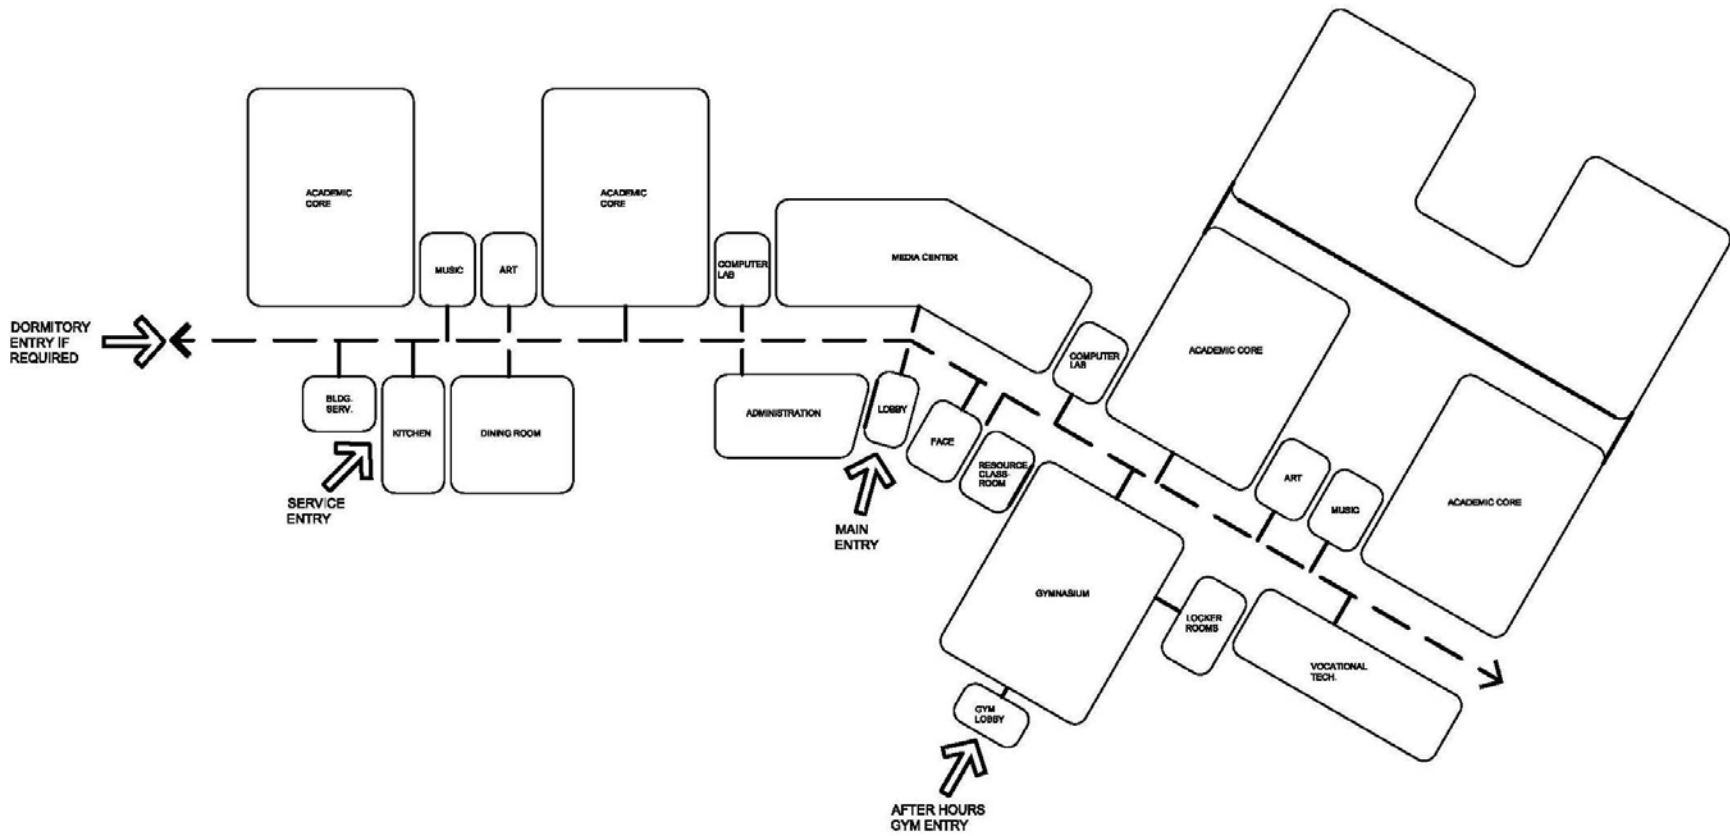 ACADEMIC
CORE
ACADEMIC
CORE
MUSIC
ART
COMPUTER
LAB
MEDIA CENTER
DORMITORY
ENTRY IF
REQUIRED
BLDG.
SERV.
KITCHEN
DINING ROOM
SERVICE
ENTRY
ADMINISTRATION
LOBBY
MAIN
ENTRY
FACE
RESOURCE
CLASS-
ROOM
COMPUTER
LAB
ACADEMIC CORE
ART
MUSIC
ACADEMIC CORE
GYMNASIUM
LOCKER
ROOMS
VOCATIONAL
TECH.
GYM
LOBBY
AFTER HOURS
GYM ENTRY